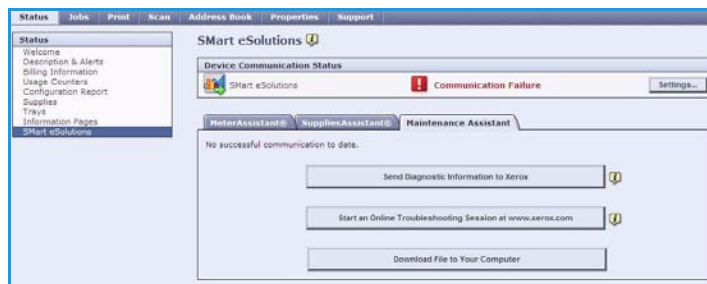 Status Jobs Print Scan Address Book Properties Support
Status
Welcome
Description & Alerts
Billing Information
Usage Counters
Configuration Report
Supplies
Trays
Information Pages
SMart eSolutions
SMart eSolutions
Device Communication Status
SMart eSolutions Communication Failure Settings...
MeterAssistant® SuppliesAssistant® Maintenance Assistant
No successful communication to date.
Send Diagnostic Information to Xerox
Start an Online Troubleshooting Session at www.xerox.com
Download File to Your Computer